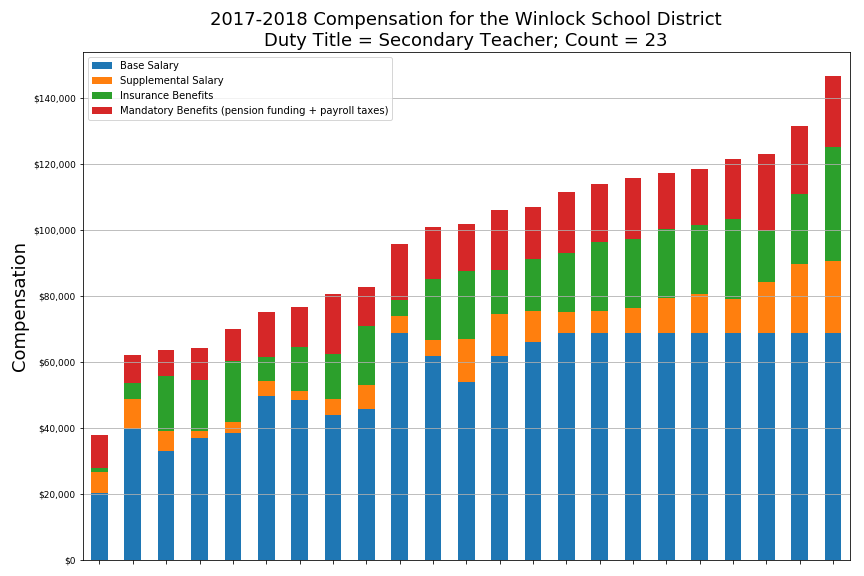 2017-2018 Compensation for the Winlock School District
Duty Title = Secondary Teacher; Count = 23
Base Salary
Supplemental Salary
Insurance Benefits
Mandatory Benefits (pension funding + payroll taxes)
$140,000
$120,000
$100,000
$80,000
$60,000
$40,000
$20,000
$0
Compensation